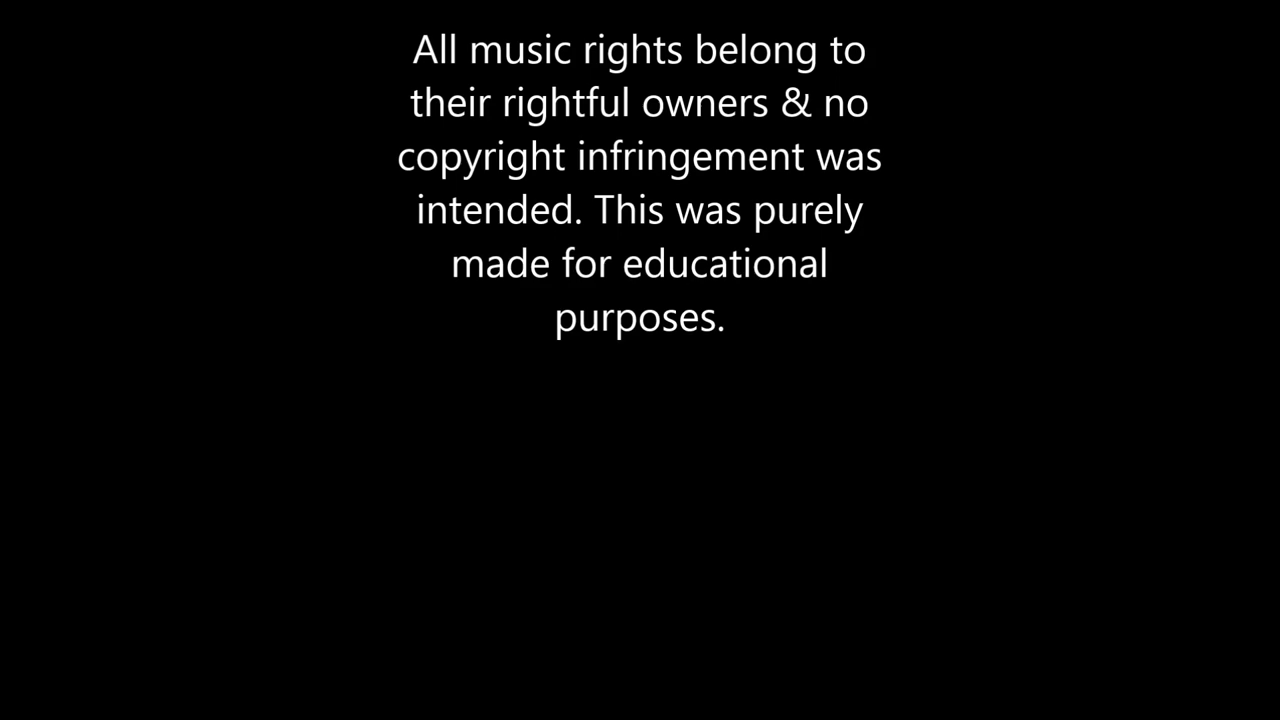 All music rights belong to
their rightful owners & no
copyright infringement was
intended. This was purely
made for educational
purposes.